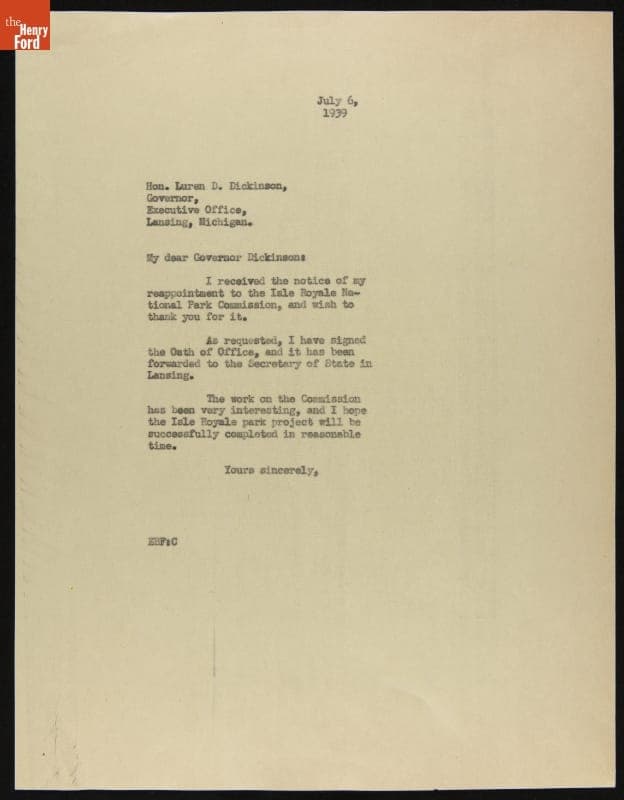 the
Henry
Ford
July 6,
1939
Hon. Luren D. Dickinson,
Governor,
Executive Office,
Lansing, Michigan.
My dear Governor Dickinson:
I received the notice of my
reappointment to the Isle Royale Na-
tional Park Commission, and wish to
thank you for it.
As requested, I have signed
the Oath of Office, and it has been
forwarded to the Secretary of State in
Lansing.
The work on the Commission
has been very interesting, and I hope
the Isle Royale park project will be
successfully completed in reasonable
time.
Yours sincerely,
EBF:C